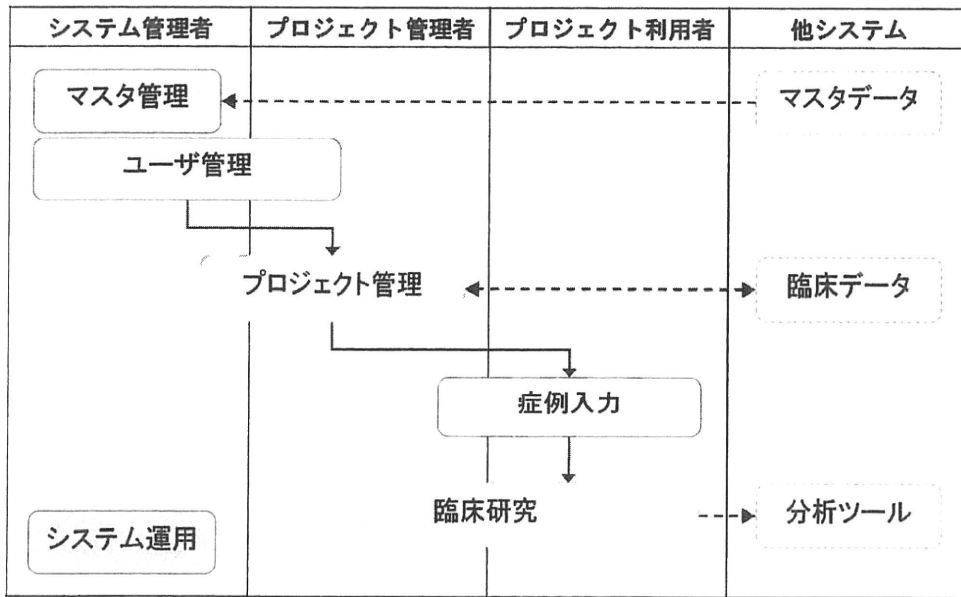 システム管理者 プロジェクト管理者 プロジェクト利用者 他システム
マスタ管理 マスタデータ
ユーザ管理
プロジェクト管理 臨床データ
症例入力
臨床研究 分析ツール
システム運用